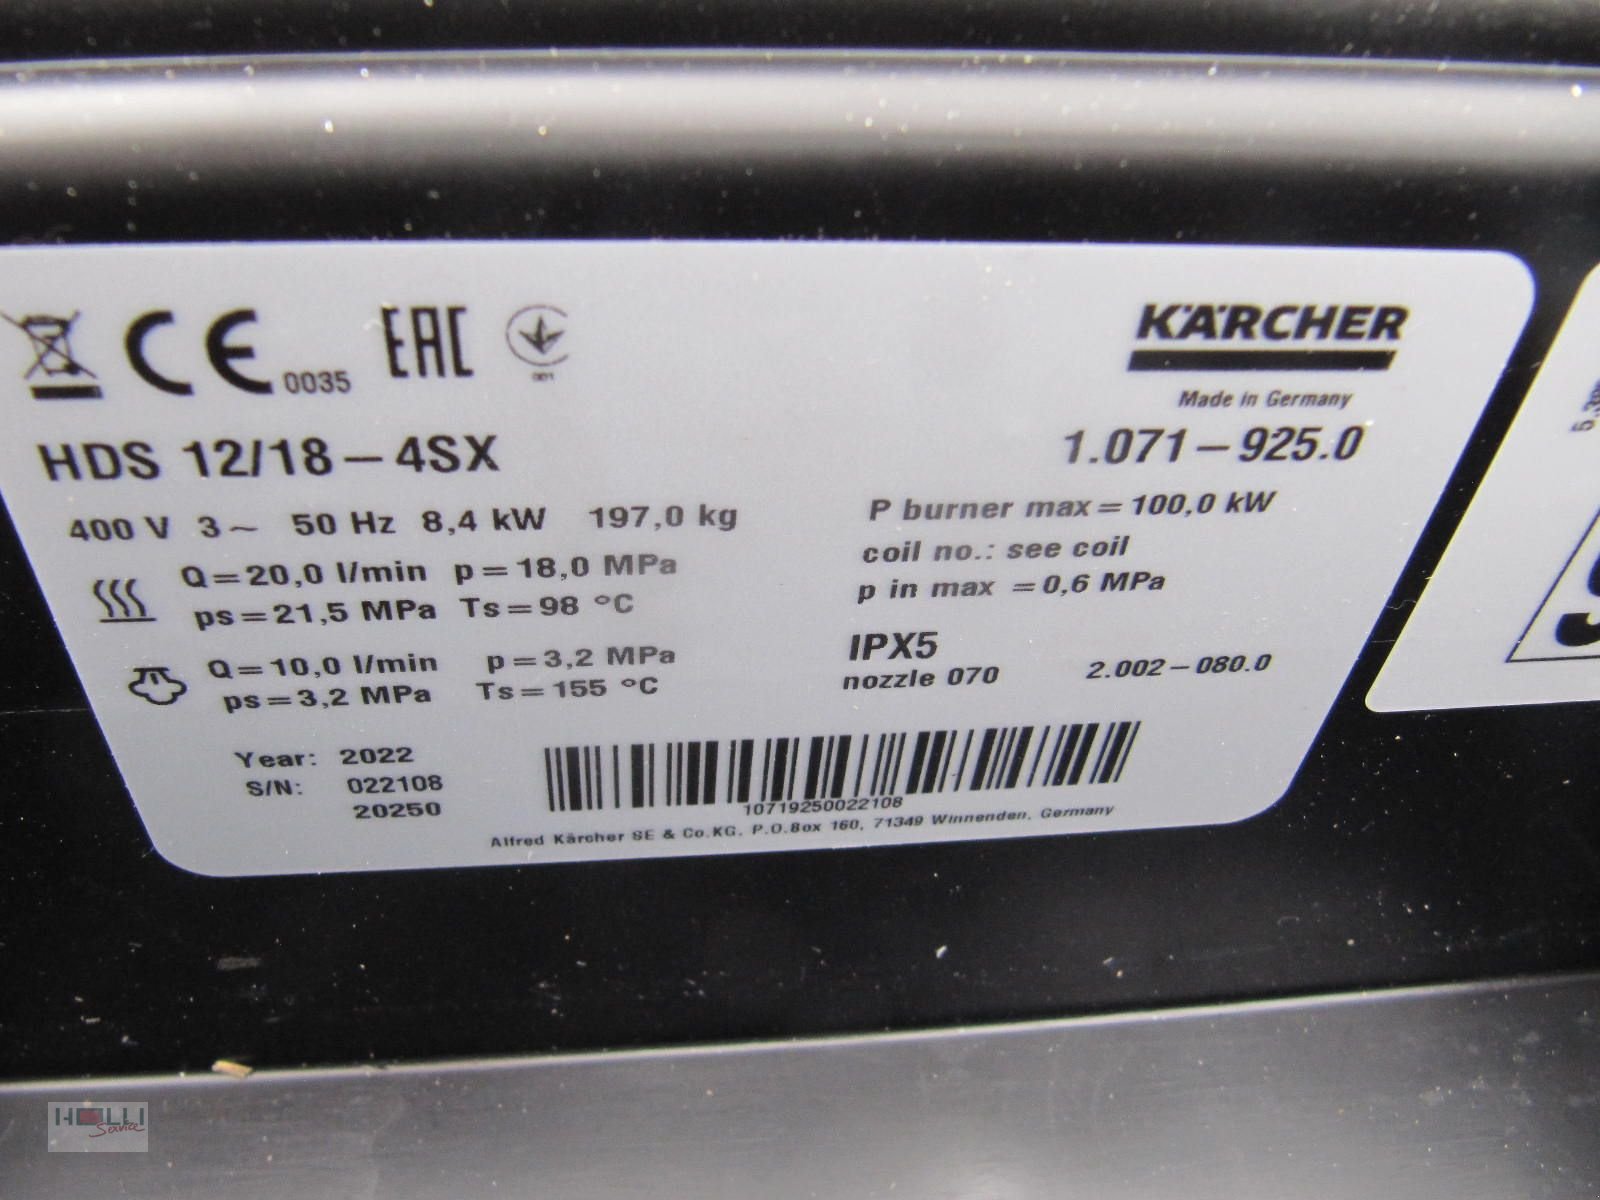 CE 0035 EAC 001
KÄRCHER
Made in Germany
HDS 12/18-4SX
1.071-925.0
400 V 3~ 50 Hz 8,4 kW 197,0 kg
Q=20,0 l/min p=18,0 MPa
ps=21,5 MPa Ts=98 °C
Q=10,0 l/min p=3,2 MPa
ps=3,2 MPa Ts=155 °C
P burner max=100,0 kW
coil no.: see coil
p in max =0,6 MPa
IPX5
nozzle 070 2.002-080.0
Year: 2022
S/N: 022108
20250
10719250022108
Alfred Kärcher SE & Co.KG. P.O.Box 160, 71349 Winnenden, Germany
HOLLI
Service